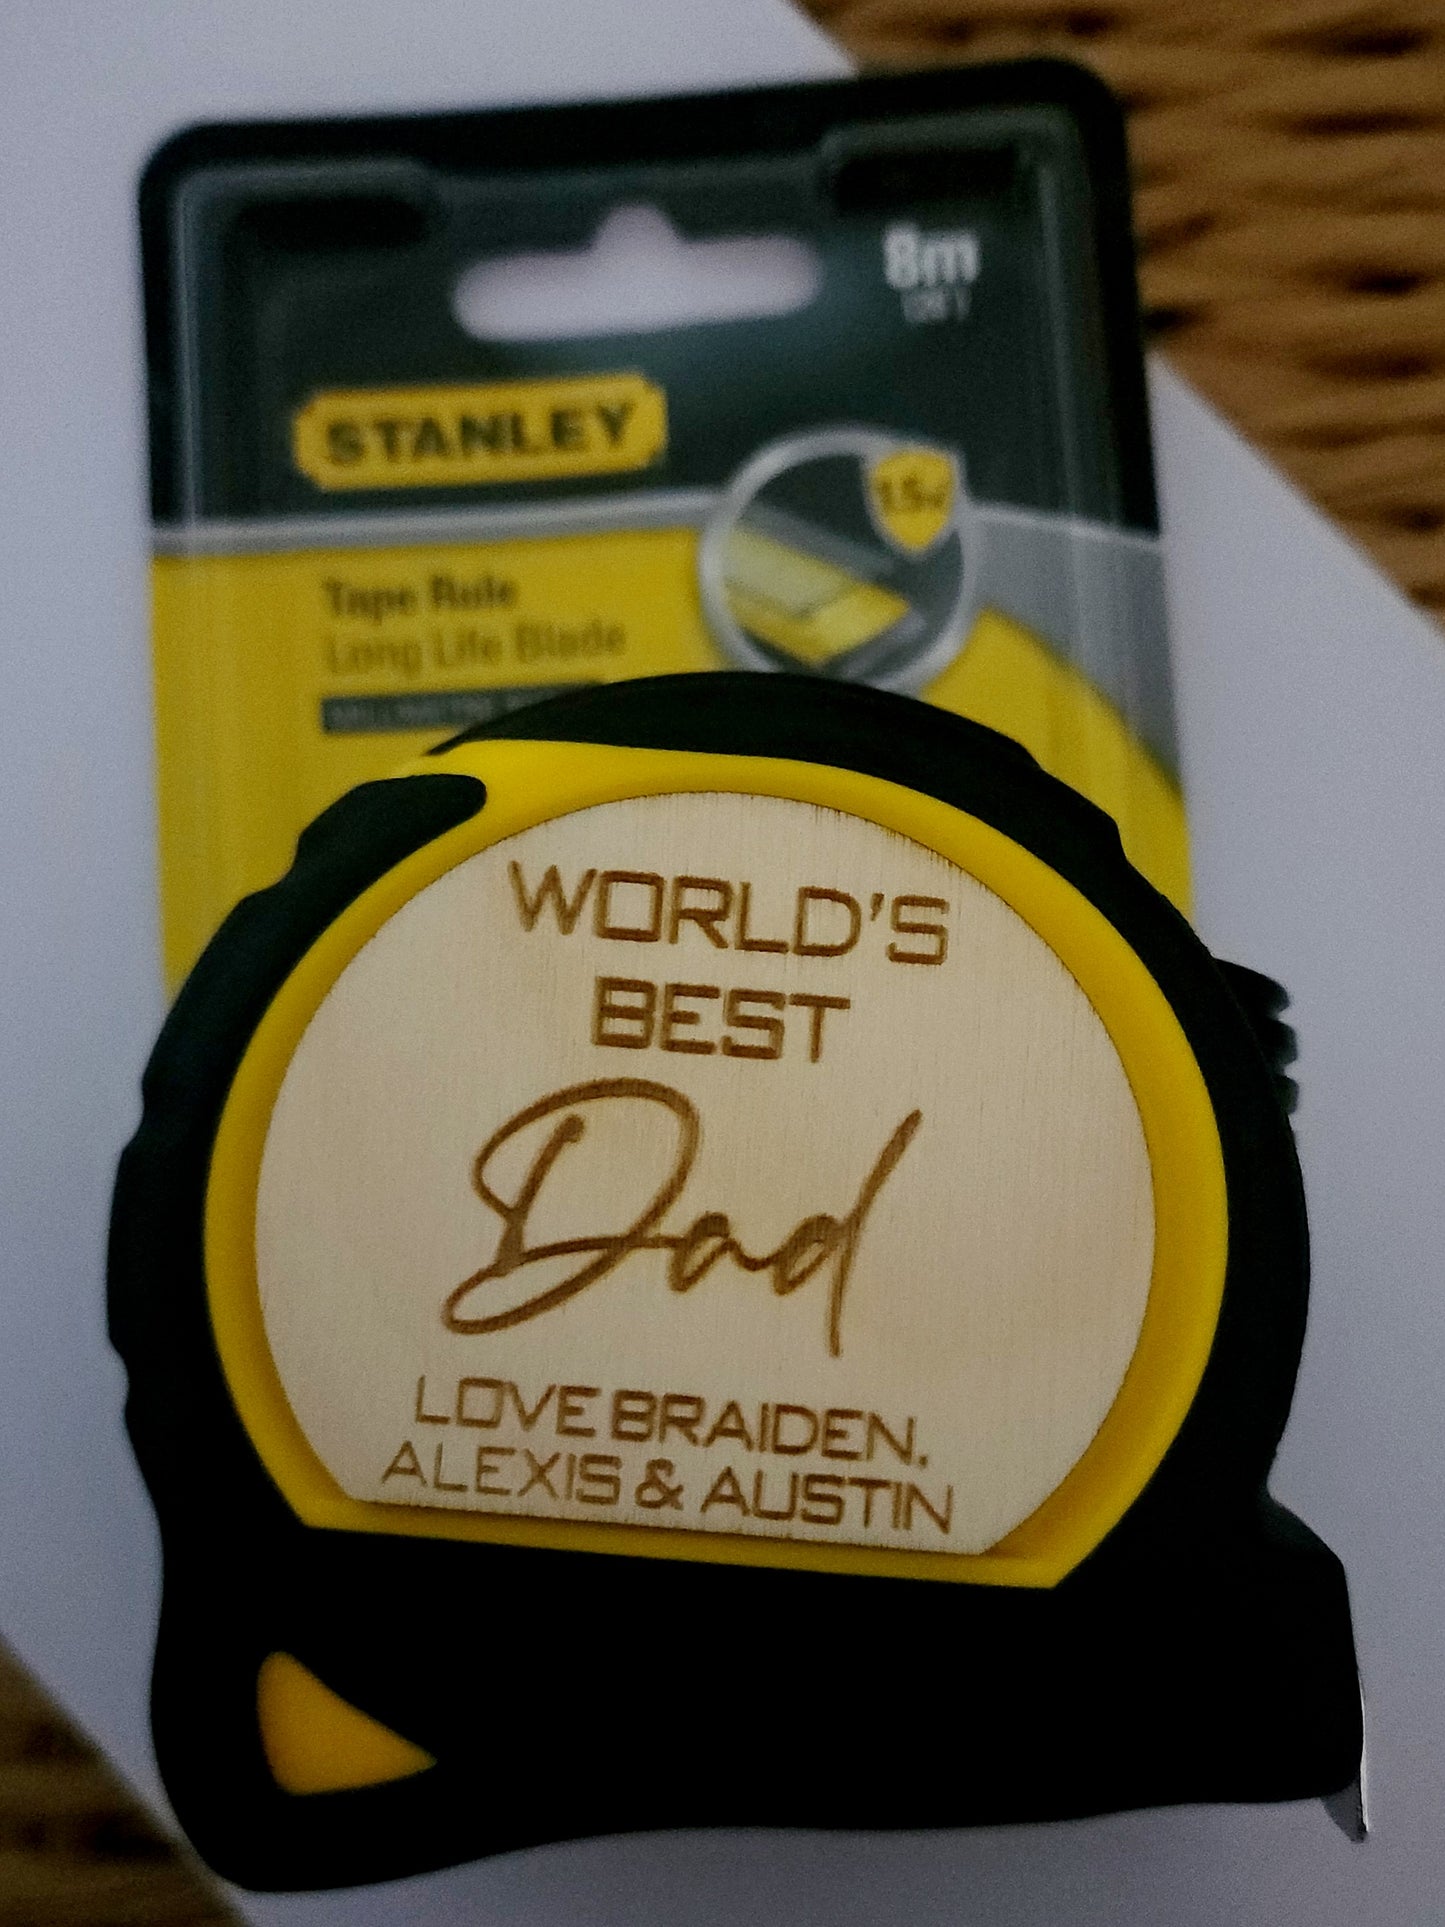 8m
STANLEY
Tape Rule
Long Life Blade
WORLD'S
BEST
Dad
LOVE BRAIDEN,
ALEXIS & AUSTIN